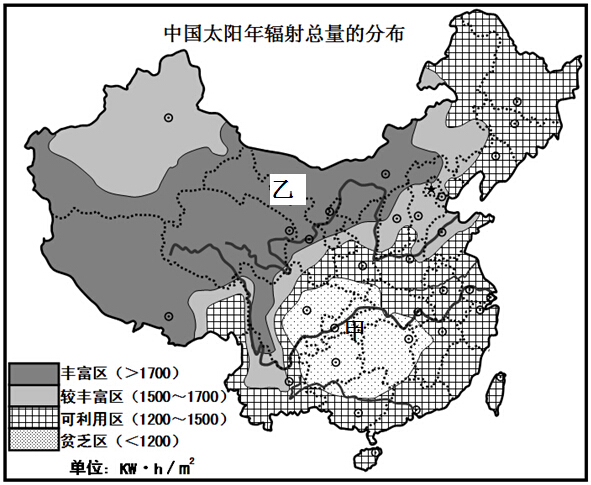 中国太阳年辐射总量的分布
乙
甲
丰富区（＞1700）
较丰富区（1500～1700）
可利用区（1200～1500）
贫乏区（＜1200）
单位：KW·h/m²